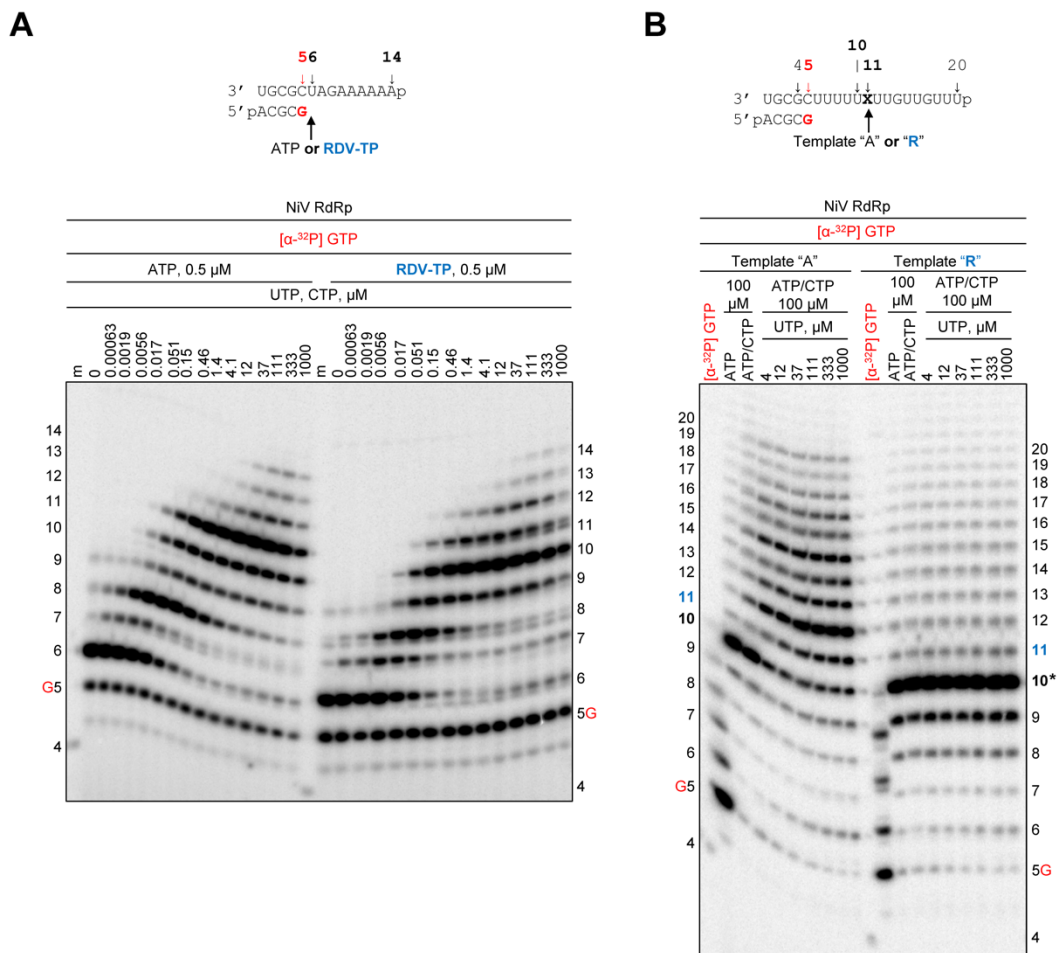 A
5 6 14
3' UGCGCUAGAAAAAAp
5'pACGCG
ATP or RDV-TP
NiV RdRp
[α-³²P] GTP
ATP, 0.5 µM RDV-TP, 0.5 µM
UTP, CTP, µM
m 0 0.00063 0.0019 0.0056 0.017 0.051 0.15 0.46 1.4 4.1 12 37 111 333 1000 m 0 0.00063 0.0019 0.0056 0.017 0.051 0.15 0.46 1.4 4.1 12 37 111 333 1000
14
13
12
11
10
9
8
7
6
G5
4
14
13
12
11
10
9
8
7
6
5G
4
B
10
4 5 11 20
3' UGCGCUUUUUXUUGUUGUUUp
5'pACGCG
Template "A" or "R"
NiV RdRp
[α-³²P] GTP
Template "A" Template "R"
100 µM ATP/CTP 100 µM 100 µM ATP/CTP 100 µM
UTP, µM UTP, µM
[α-³²P] GTP ATP ATP/CTP 4 12 37 111 333 1000 [α-³²P] GTP ATP ATP/CTP 4 12 37 111 333 1000
20
19
18
17
16
15
14
13
12
11
10
9
8
7
6
G5
4
20
19
18
17
16
15
14
13
12
11
10*
9
8
7
6
5G
4